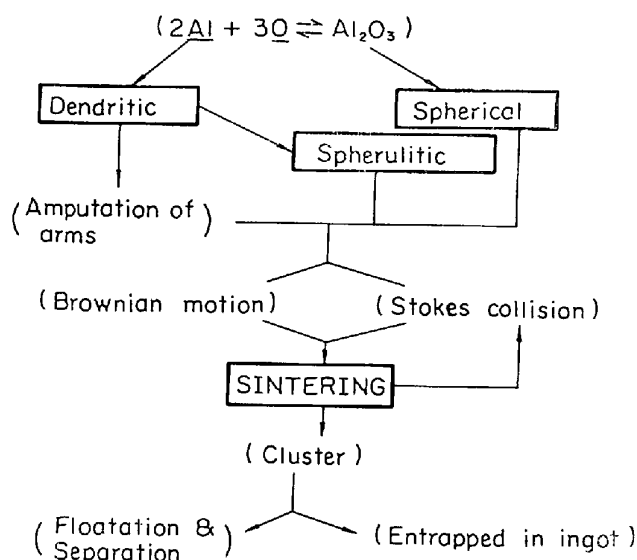 (2Al + 3O ⇌ Al₂O₃)
Dendritic
Spherical
Spherulitic
(Amputation of
arms)
(Brownian motion)
(Stokes collision)
SINTERING
(Cluster)
(Floatation &
Separation)
(Entrapped in ingot)